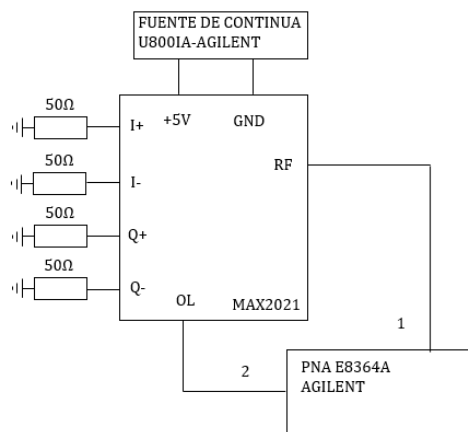 FUENTE DE CONTINUA
U800IA-AGILENT
50Ω
I+
+5V
GND
50Ω
I-
RF
50Ω
Q+
50Ω
Q-
OL
MAX2021
1
2
PNA E8364A
AGILENT